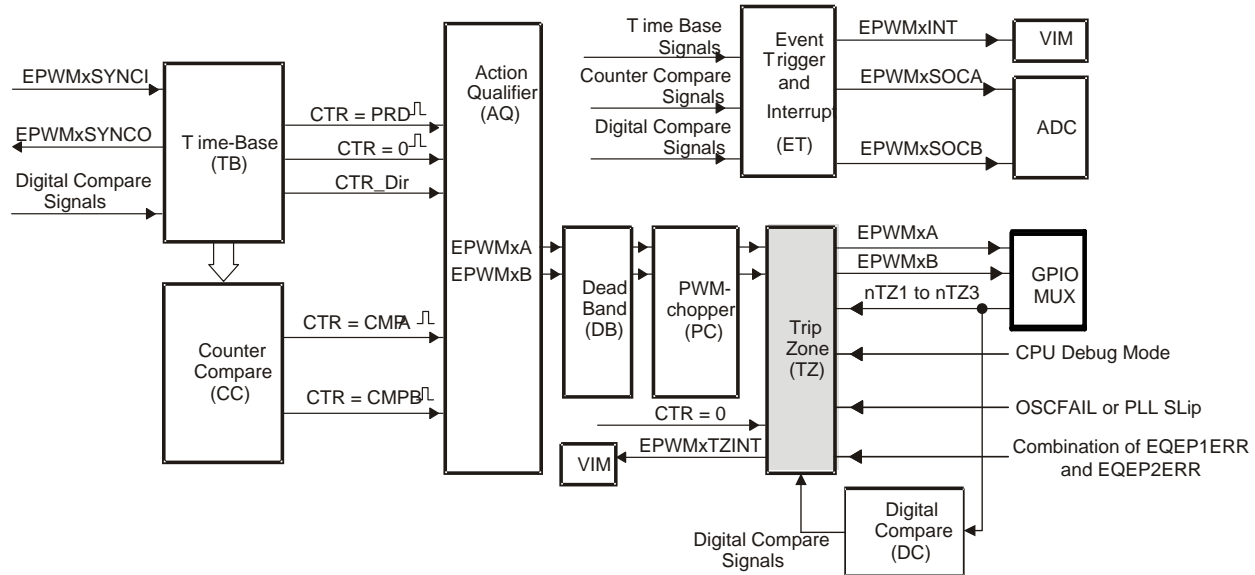 EPWMxSYNCI
EPWMxSYNCO
Digital Compare
Signals
Time-Base
(TB)
CTR = PRD
CTR = 0
CTR_Dir
Counter
Compare
(CC)
CTR = CMPA
CTR = CMPB
Action
Qualifier
(AQ)
EPWMxA
EPWMxB
Time Base
Signals
Counter Compare
Signals
Digital Compare
Signals
Event
Trigger
and
Interrupt
(ET)
EPWMxINT
EPWMxSOCA
EPWMxSOCB
VIM
ADC
Dead
Band
(DB)
PWM-
chopper
(PC)
Trip
Zone
(TZ)
EPWMxA
EPWMxB
nTZ1 to nTZ3
GPIO
MUX
CPU Debug Mode
OSCFAIL or PLL SLip
Combination of EQEP1ERR
and EQEP2ERR
CTR = 0
EPWMxTZINT
VIM
Digital Compare
Signals
Digital
Compare
(DC)